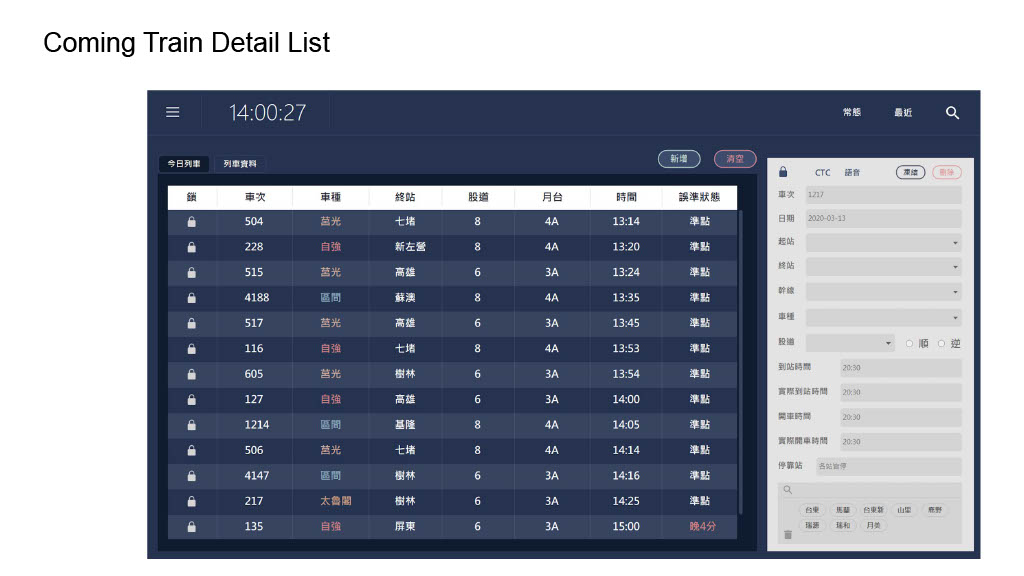 Coming Train Detail List
14:00:27 常態 最近
今日列車 列車資料 新增 清空
鎖 車次 車種 終站 股道 月台 時間 誤準狀態
504 莒光 七堵 8 4A 13:14 準點
228 自強 新左營 8 4A 13:20 準點
515 莒光 高雄 6 3A 13:24 準點
4188 區間 蘇澳 8 4A 13:35 準點
517 莒光 高雄 6 3A 13:45 準點
116 自強 七堵 8 4A 13:53 準點
605 莒光 樹林 6 3A 13:54 準點
127 自強 高雄 6 3A 14:00 準點
1214 區間 基隆 8 4A 14:05 準點
506 莒光 七堵 8 4A 14:14 準點
4147 區間 樹林 6 3A 14:16 準點
217 太魯閣 樹林 6 3A 14:25 準點
135 自強 屏東 6 3A 15:00 晚4分
CTC 語音 凍結 刪除
車次 1217
日期 2020-03-13
起站
終站
幹線
車種
股道 順 逆
到站時間 20:30
實際到站時間 20:30
開車時間 20:30
實際開車時間 20:30
停靠站 各站皆停
台東 馬蘭 台東新 山里 鹿野
瑞源 瑞和 月美